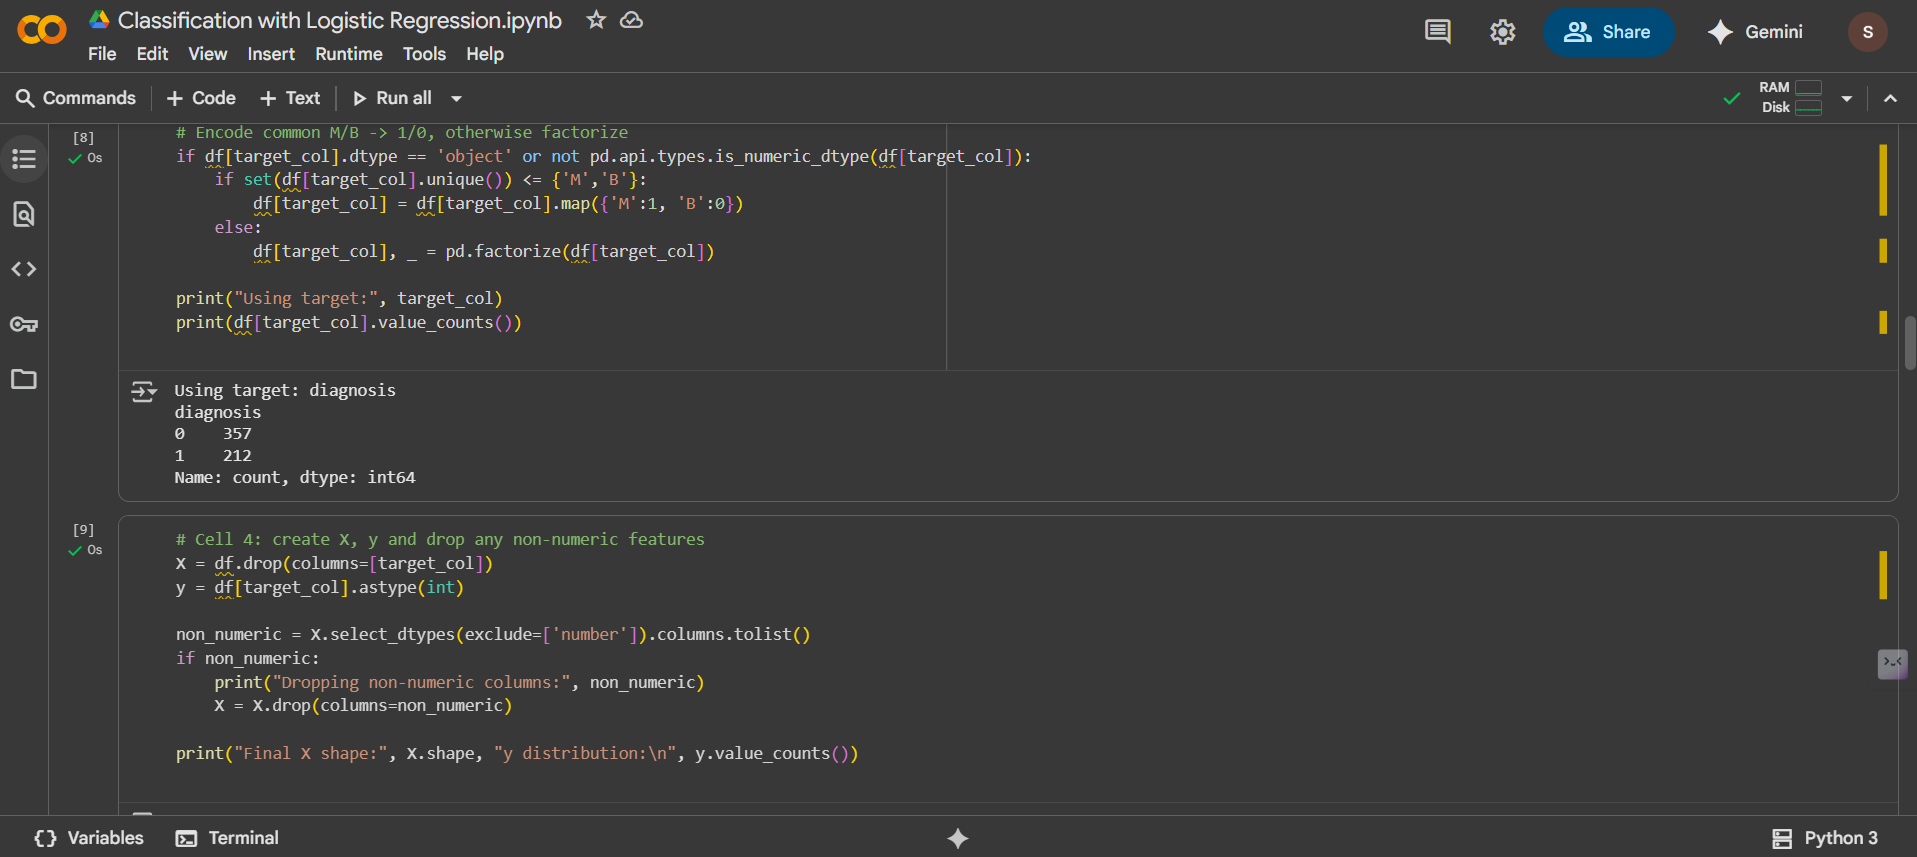 Classification with Logistic Regression.ipynb
File Edit View Insert Runtime Tools Help
Share
Gemini
S
Commands + Code + Text Run all
RAM
Disk
[8]
0s
# Encode common M/B -> 1/0, otherwise factorize
if df[target_col].dtype == 'object' or not pd.api.types.is_numeric_dtype(df[target_col]):
    if set(df[target_col].unique()) <= {'M','B'}:
        df[target_col] = df[target_col].map({'M':1, 'B':0})
    else:
        df[target_col], _ = pd.factorize(df[target_col])
print("Using target:", target_col)
print(df[target_col].value_counts())
Using target: diagnosis
diagnosis
0    357
1    212
Name: count, dtype: int64
[9]
0s
# Cell 4: create X, y and drop any non-numeric features
X = df.drop(columns=[target_col])
y = df[target_col].astype(int)
non_numeric = X.select_dtypes(exclude=['number']).columns.tolist()
if non_numeric:
    print("Dropping non-numeric columns:", non_numeric)
    X = X.drop(columns=non_numeric)
print("Final X shape:", X.shape, "y distribution:\n", y.value_counts())
Variables Terminal
Python 3